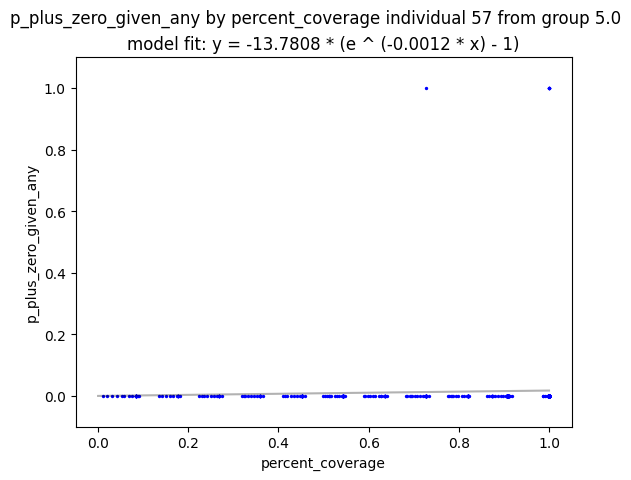 p_plus_zero_given_any by percent_coverage individual 57 from group 5.0
model fit: y = -13.7808 * (e ^ (-0.0012 * x) - 1)
1.0
0.8
0.6
0.4
0.2
0.0
p_plus_zero_given_any
0.0 0.2 0.4 0.6 0.8 1.0
percent_coverage